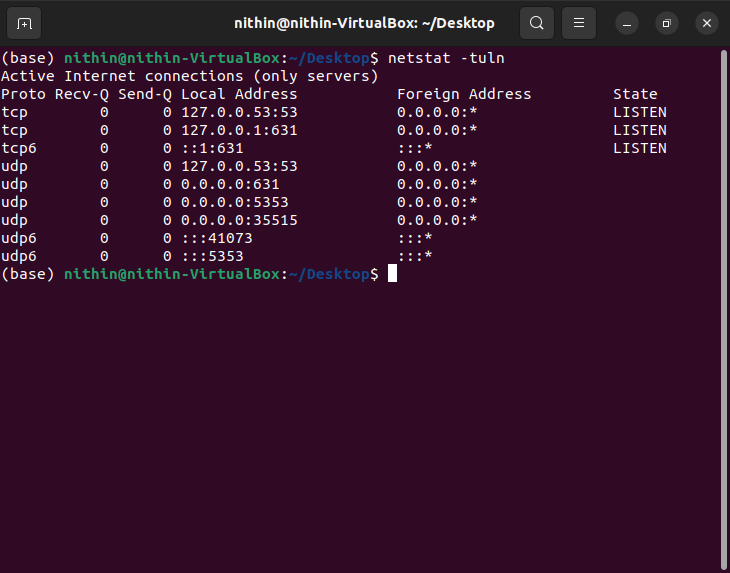 nithin@nithin-VirtualBox: ~/Desktop
(base) nithin@nithin-VirtualBox:~/Desktop$ netstat -tuln
Active Internet connections (only servers)
Proto Recv-Q Send-Q Local Address           Foreign Address         State
tcp        0      0 127.0.0.53:53           0.0.0.0:*               LISTEN
tcp        0      0 127.0.0.1:631           0.0.0.0:*               LISTEN
tcp6       0      0 ::1:631                 :::*                    LISTEN
udp        0      0 127.0.0.53:53           0.0.0.0:*
udp        0      0 0.0.0.0:631             0.0.0.0:*
udp        0      0 0.0.0.0:5353            0.0.0.0:*
udp        0      0 0.0.0.0:35515           0.0.0.0:*
udp6       0      0 :::41073                :::*
udp6       0      0 :::5353                 :::*
(base) nithin@nithin-VirtualBox:~/Desktop$